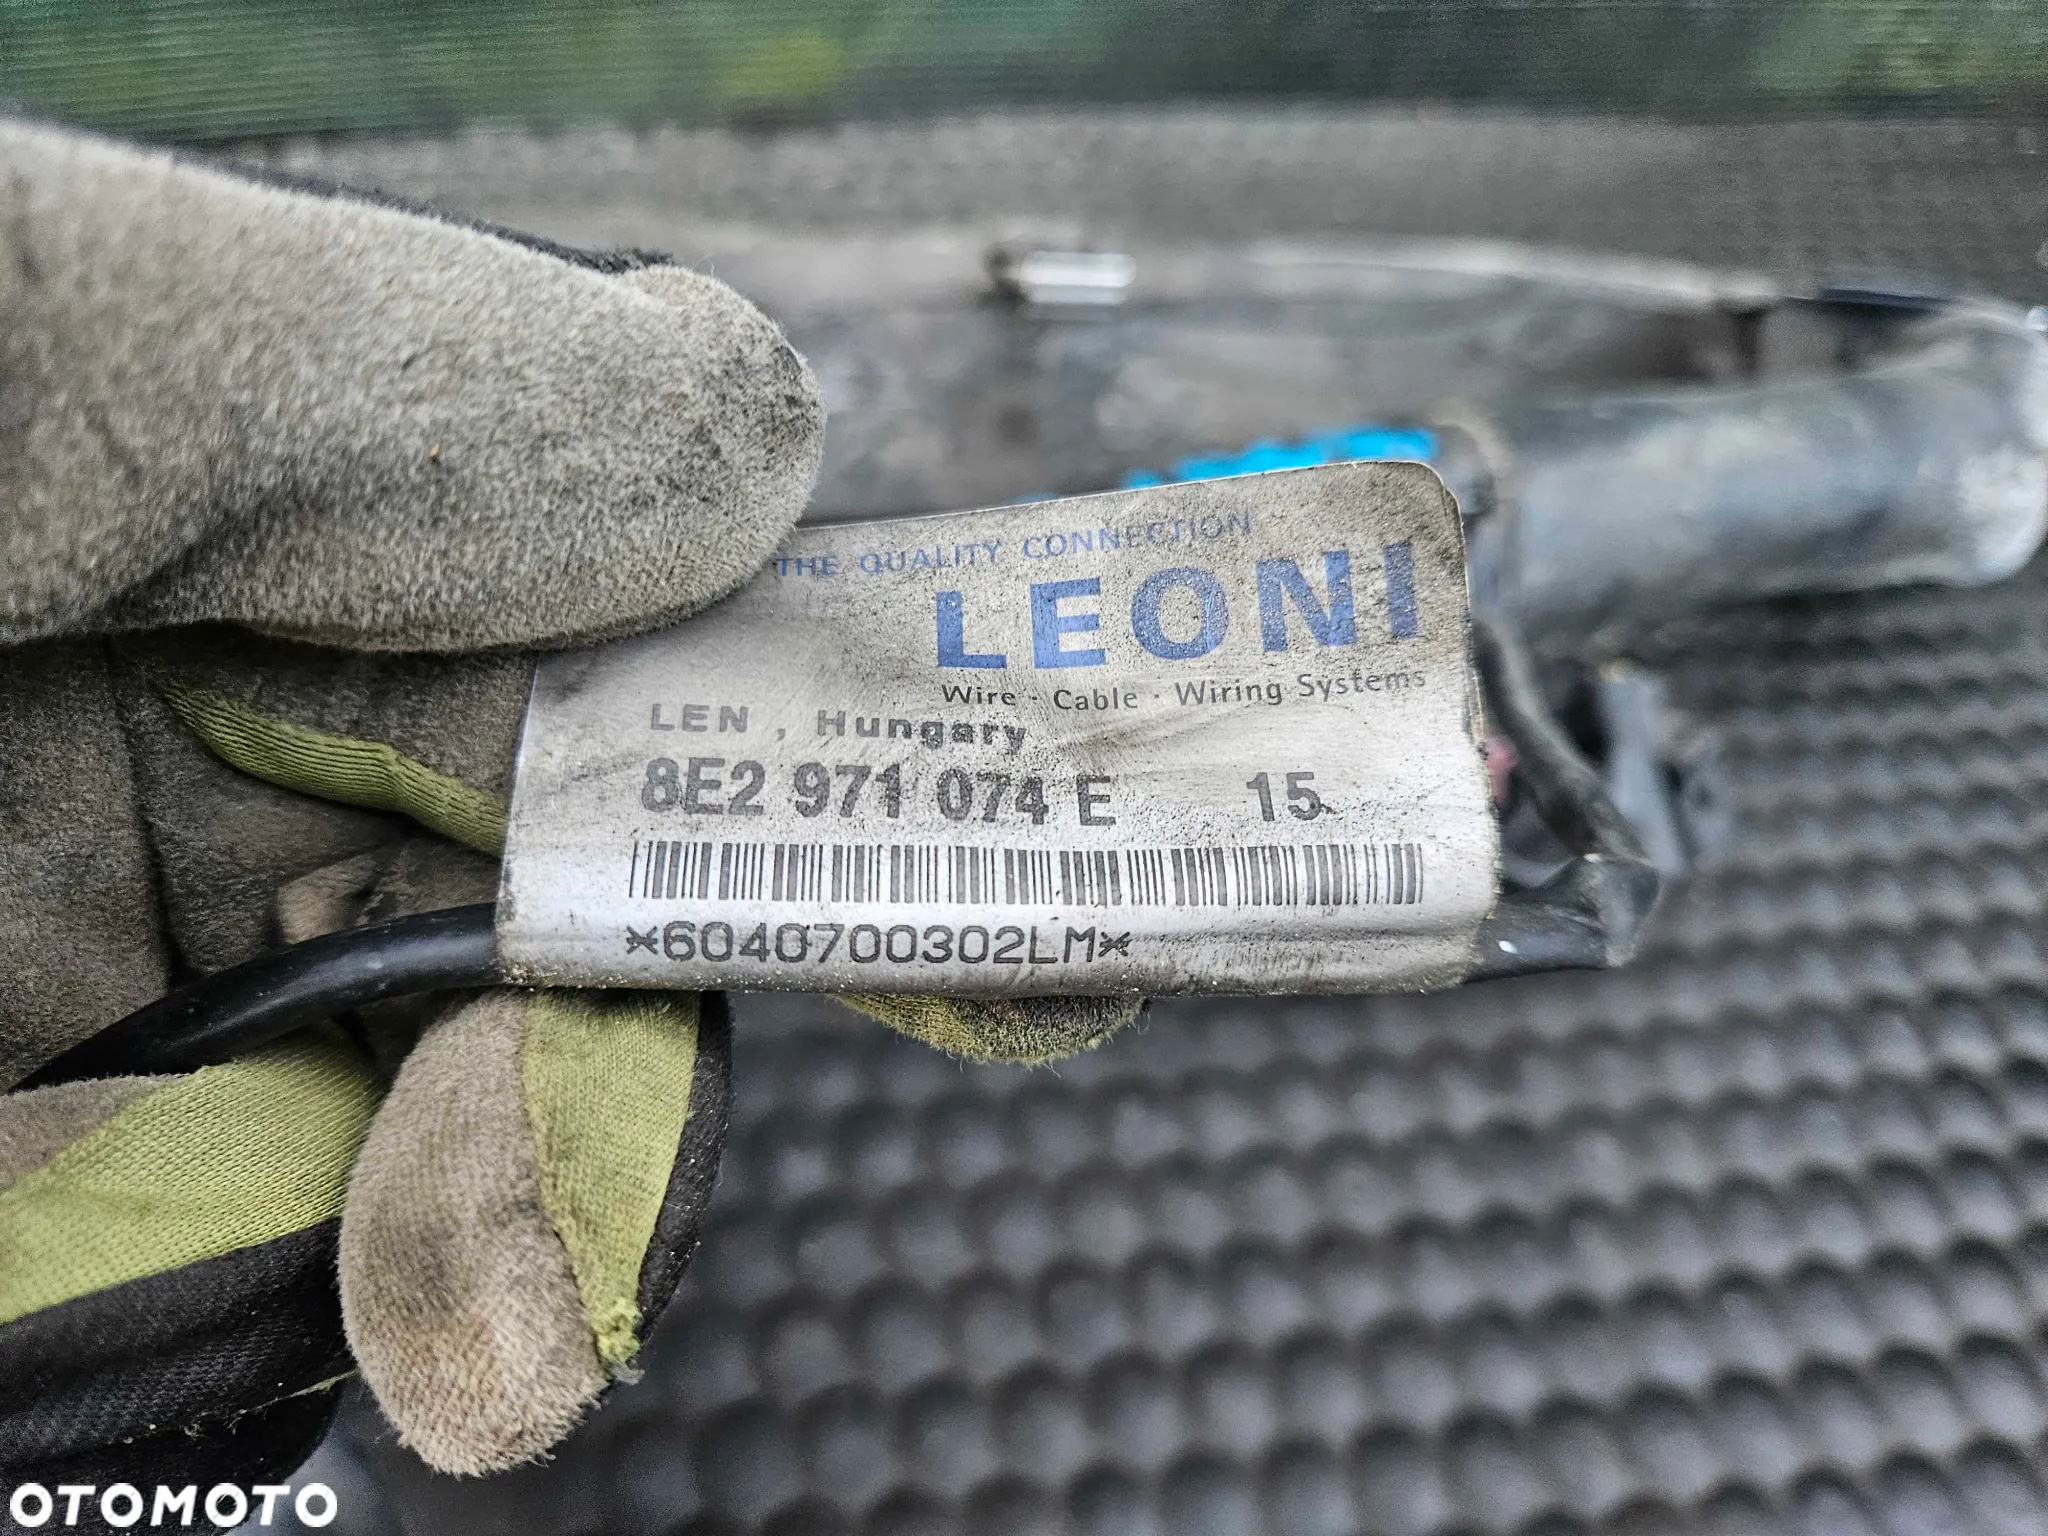 THE QUALITY CONNECTION
LEONI
Wire · Cable · Wiring Systems
LEN , Hungary
8E2 971 074 E 15
*6040700302LM*
OTOMOTO